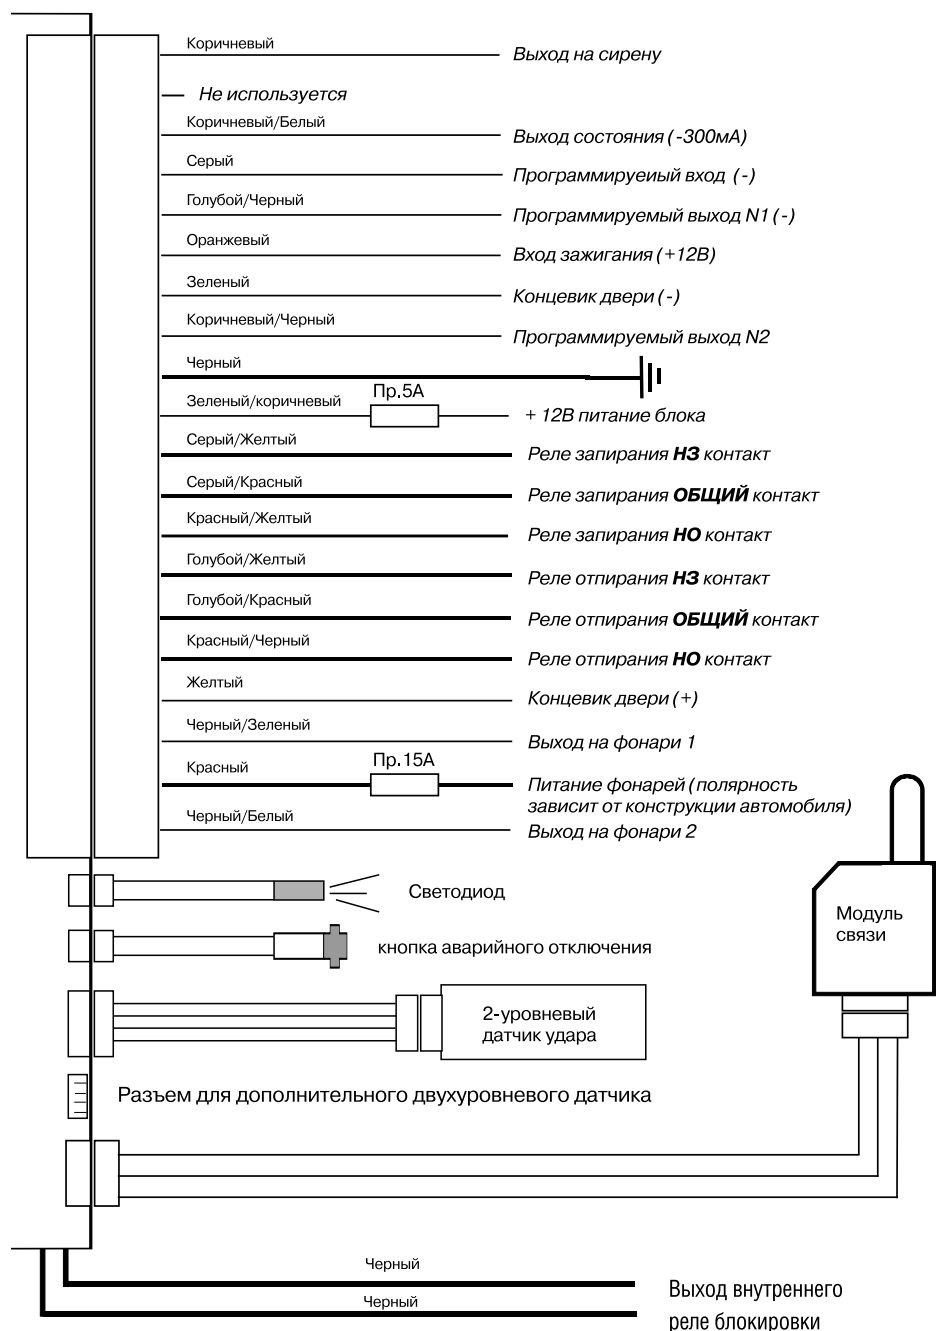 Коричневый
Выход на сирену
Не используется
Коричневый/Белый
Выход состояния (-300мА)
Серый
Программируеиый вход (-)
Голубой/Черный
Программируемый выход N1 (-)
Оранжевый
Вход зажигания (+12В)
Зеленый
Концевик двери (-)
Коричневый/Черный
Программируемый выход N2
Черный
Зеленый/коричневый
Пр.5А
+ 12В питание блока
Серый/Желтый
Реле запирания НЗ контакт
Серый/Красный
Реле запирания ОБЩИЙ контакт
Красный/Желтый
Реле запирания НО контакт
Голубой/Желтый
Реле отпирания НЗ контакт
Голубой/Красный
Реле отпирания ОБЩИЙ контакт
Красный/Черный
Реле отпирания НО контакт
Желтый
Концевик двери (+)
Черный/Зеленый
Выход на фонари 1
Красный
Пр.15А
Питание фонарей (полярность
зависит от конструкции автомобиля)
Черный/Белый
Выход на фонари 2
Светодиод
Модуль
связи
кнопка аварийного отключения
2-уровневый
датчик удара
Разъем для дополнительного двухуровневого датчика
Черный
Черный
Выход внутреннего
реле блокировки